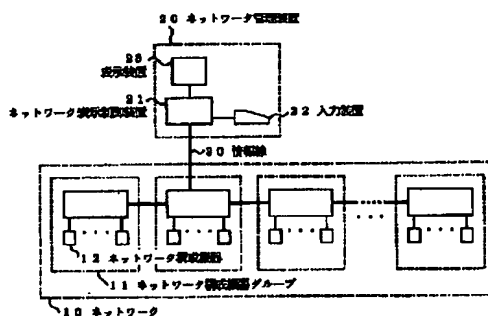 20 ネットワーク管理装置
23
表示装置
21
ネットワーク表示制御装置
22 入力装置
30 情報線
12 ネットワーク構成機器
11 ネットワーク構成機器グループ
10 ネットワーク